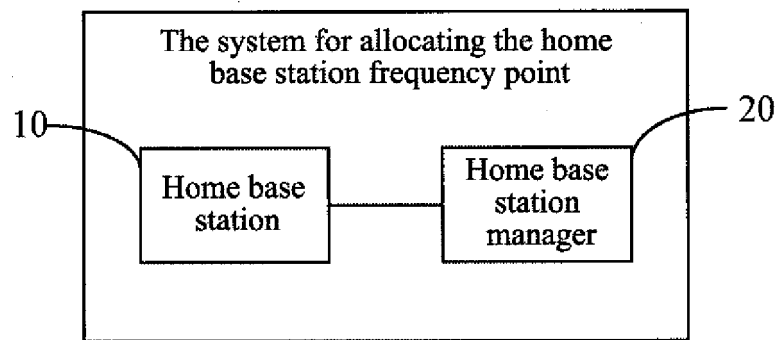 The system for allocating the home
base station frequency point
10
20
Home base
station
Home base
station
manager